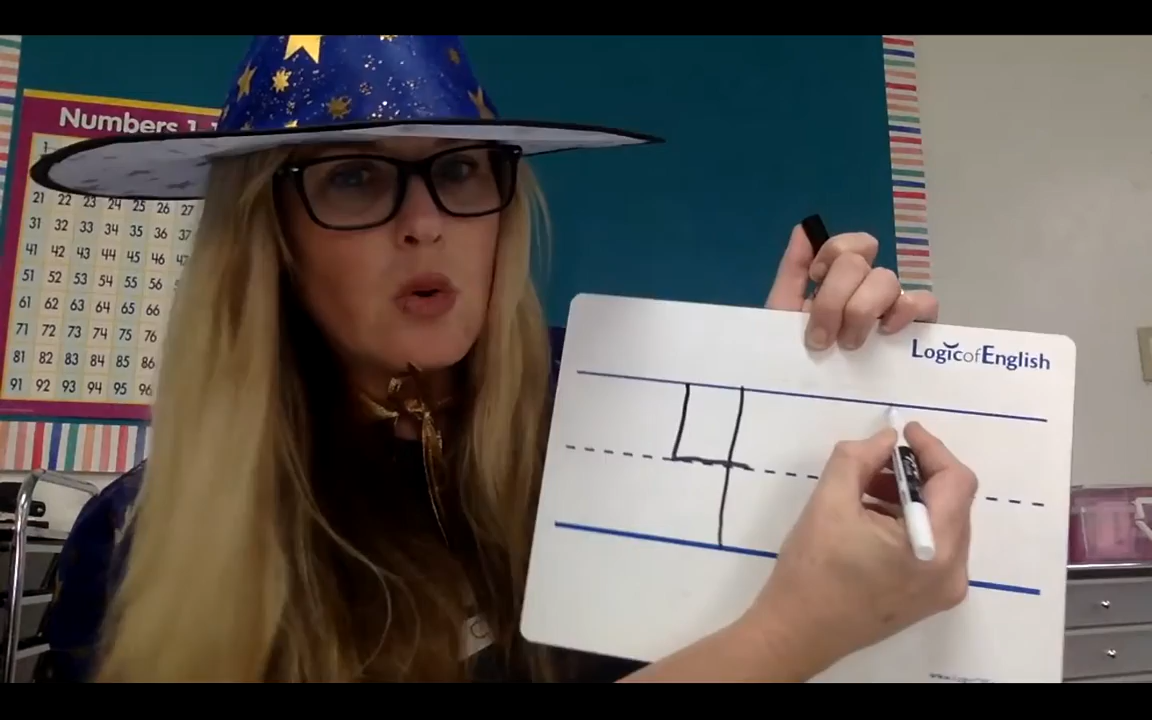 Numbers 1-1
21 22 23 24 25 26 27
31 32 33 34 35 36 37
41 42 43 44 45 46
51 52 53 54 55 56
61 62 63 64 65 66
71 72 73 74 75 76
81 82 83 84 85 86
91 92 93 94 95 96
LogicofEnglish
4